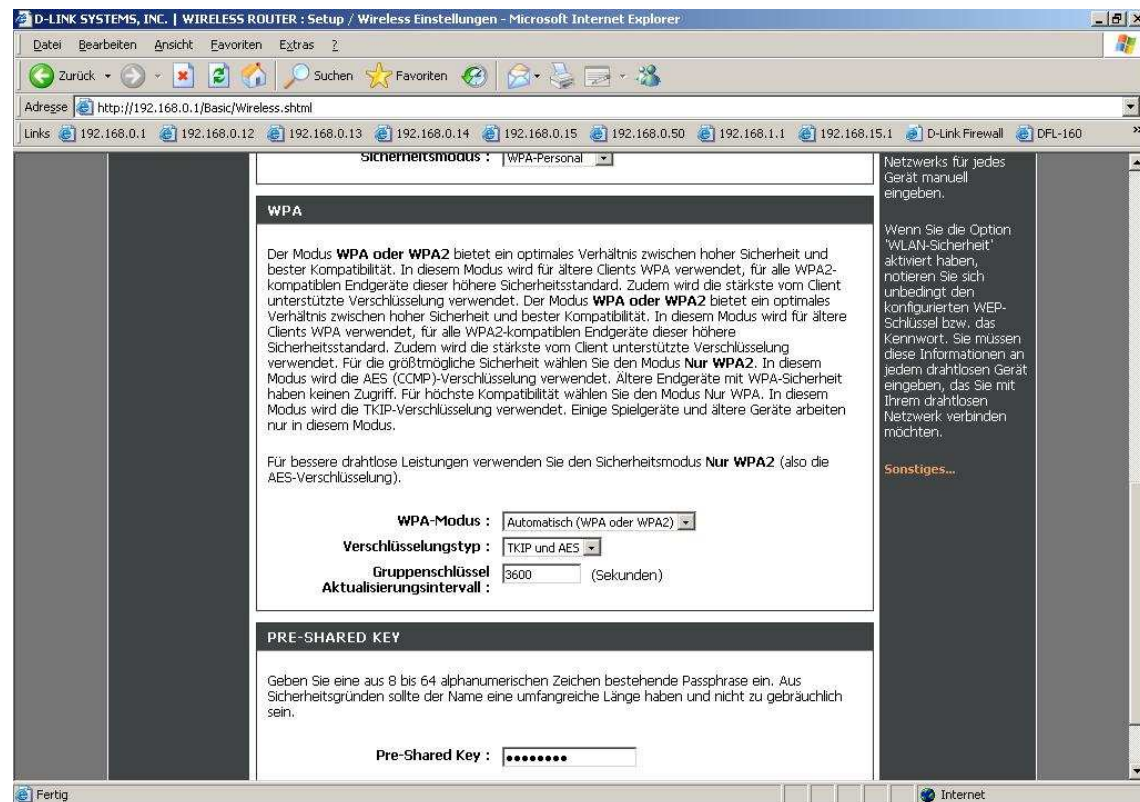 D-LINK SYSTEMS, INC. | WIRELESS ROUTER : Setup / Wireless Einstellungen - Microsoft Internet Explorer
Datei Bearbeiten Ansicht Favoriten Extras ?
Zurück Suchen Favoriten
Adresse http://192.168.0.1/Basic/Wireless.shtml
Links 192.168.0.1 192.168.0.12 192.168.0.13 192.168.0.14 192.168.0.15 192.168.0.50 192.168.1.1 192.168.15.1 D-Link Firewall DFL-160 »
Sicherheitsmodus : WPA-Personal
WPA
Der Modus WPA oder WPA2 bietet ein optimales Verhältnis zwischen hoher Sicherheit und
bester Kompatibilität. In diesem Modus wird für ältere Clients WPA verwendet, für alle WPA2-
kompatiblen Endgeräte dieser höhere Sicherheitsstandard. Zudem wird die stärkste vom Client
unterstützte Verschlüsselung verwendet. Der Modus WPA oder WPA2 bietet ein optimales
Verhältnis zwischen hoher Sicherheit und bester Kompatibilität. In diesem Modus wird für ältere
Clients WPA verwendet, für alle WPA2-kompatiblen Endgeräte dieser höhere
Sicherheitsstandard. Zudem wird die stärkste vom Client unterstützte Verschlüsselung
verwendet. Für die größtmögliche Sicherheit wählen Sie den Modus Nur WPA2. In diesem
Modus wird die AES (CCMP)-Verschlüsselung verwendet. Ältere Endgeräte mit WPA-Sicherheit
haben keinen Zugriff. Für höchste Kompatibilität wählen Sie den Modus Nur WPA. In diesem
Modus wird die TKIP-Verschlüsselung verwendet. Einige Spielgeräte und ältere Geräte arbeiten
nur in diesem Modus.
Für bessere drahtlose Leistungen verwenden Sie den Sicherheitsmodus Nur WPA2 (also die
AES-Verschlüsselung).
WPA-Modus : Automatisch (WPA oder WPA2)
Verschlüsselungstyp : TKIP und AES
Gruppenschlüssel
Aktualisierungsintervall : 3600 (Sekunden)
PRE-SHARED KEY
Geben Sie eine aus 8 bis 64 alphanumerischen Zeichen bestehende Passphrase ein. Aus
Sicherheitsgründen sollte der Name eine umfangreiche Länge haben und nicht zu gebräuchlich
sein.
Pre-Shared Key : ●●●●●●●●
Netzwerks für jedes
Gerät manuell
eingeben.
Wenn Sie die Option
'WLAN-Sicherheit'
aktiviert haben,
notieren Sie sich
unbedingt den
konfigurierten WEP-
Schlüssel bzw. das
Kennwort. Sie müssen
diese Informationen an
jedem drahtlosen Gerät
eingeben, das Sie mit
Ihrem drahtlosen
Netzwerk verbinden
möchten.
Sonstiges...
Fertig
Internet